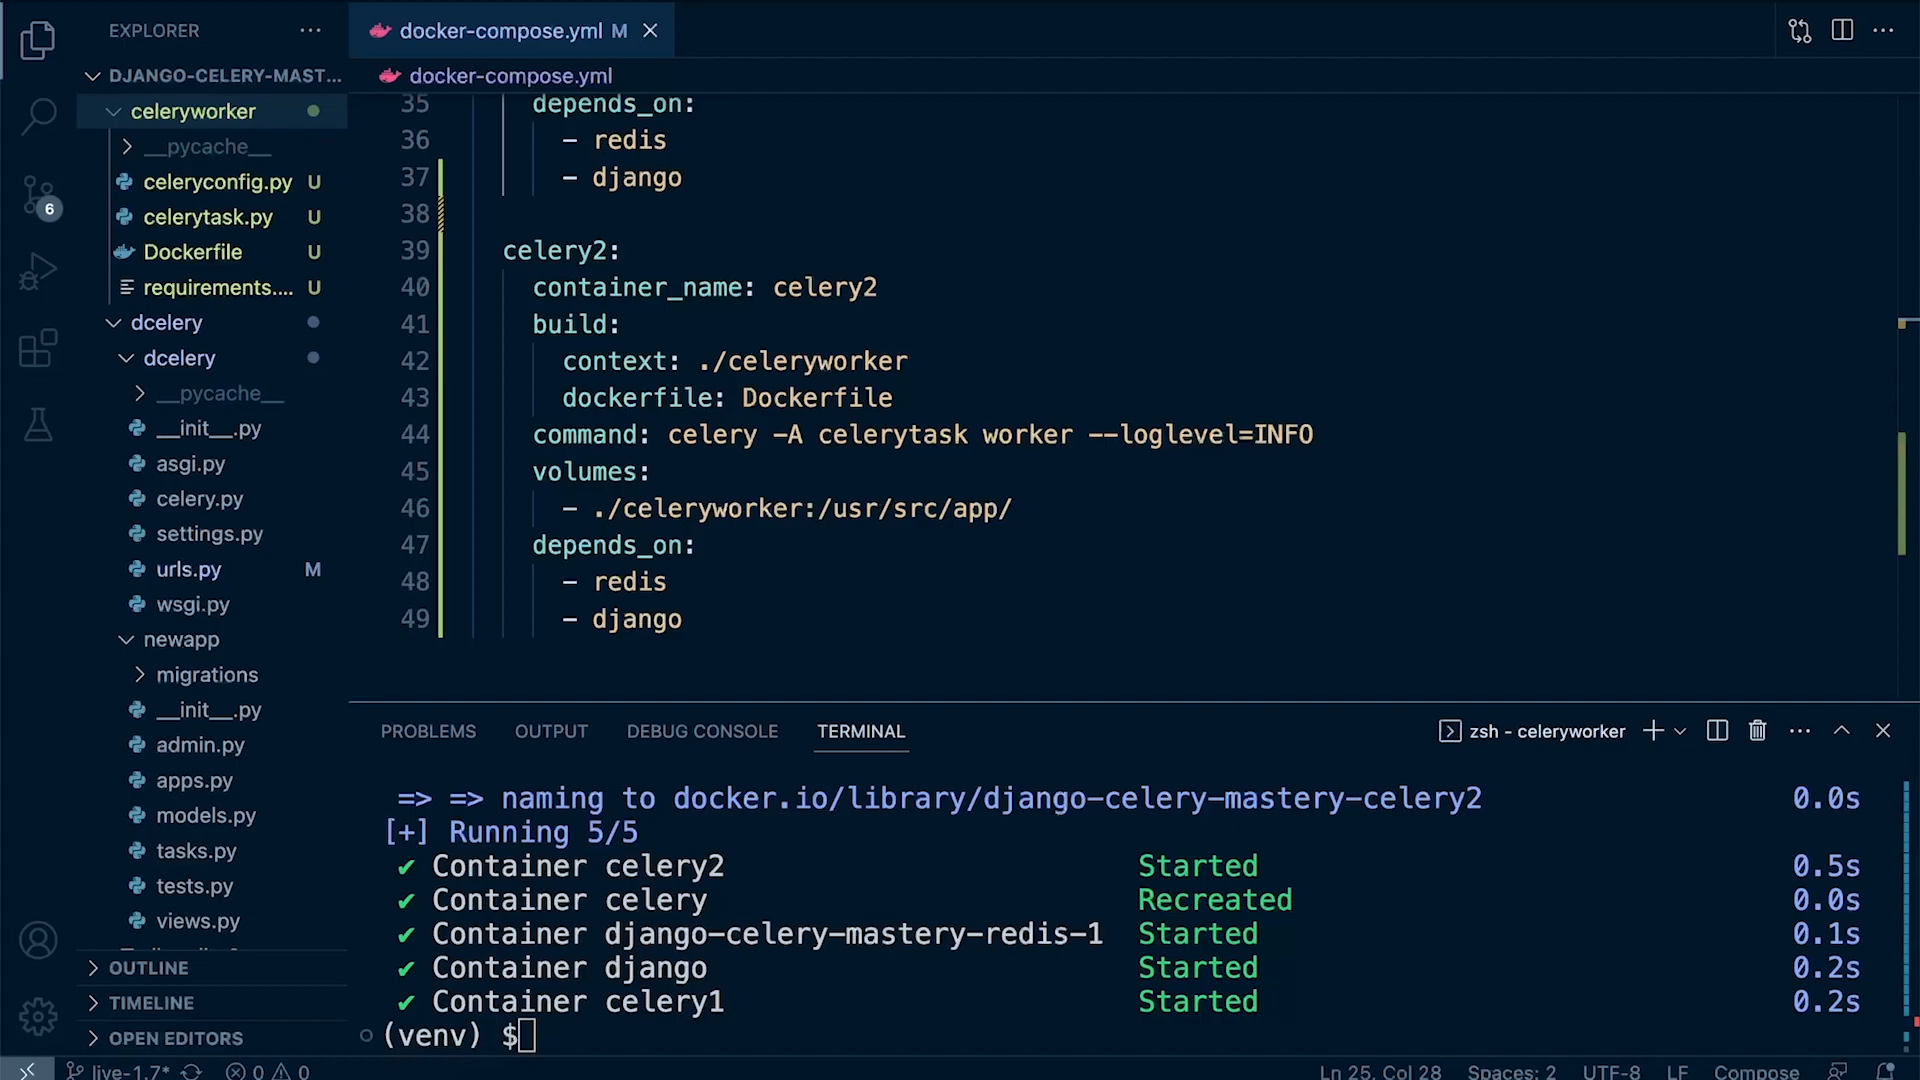 EXPLORER
DJANGO-CELERY-MAST...
celeryworker
__pycache__
celeryconfig.py U
celerytask.py U
Dockerfile U
requirements.... U
dcelery
dcelery
__pycache__
__init__.py
asgi.py
celery.py
settings.py
urls.py M
wsgi.py
newapp
migrations
__init__.py
admin.py
apps.py
models.py
tasks.py
tests.py
views.py
OUTLINE
TIMELINE
OPEN EDITORS
6
docker-compose.yml M
docker-compose.yml
35 depends_on:
36 - redis
37 - django
38
39 celery2:
40 container_name: celery2
41 build:
42 context: ./celeryworker
43 dockerfile: Dockerfile
44 command: celery -A celerytask worker --loglevel=INFO
45 volumes:
46 - ./celeryworker:/usr/src/app/
47 depends_on:
48 - redis
49 - django
PROBLEMS OUTPUT DEBUG CONSOLE TERMINAL zsh - celeryworker
=> => naming to docker.io/library/django-celery-mastery-celery2 0.0s
[+] Running 5/5
✔ Container celery2 Started 0.5s
✔ Container celery Recreated 0.0s
✔ Container django-celery-mastery-redis-1 Started 0.1s
✔ Container django Started 0.2s
✔ Container celery1 Started 0.2s
(venv) $
live-1.7* 0 0 Ln 25, Col 28 Spaces: 2 UTF-8 LF Compose